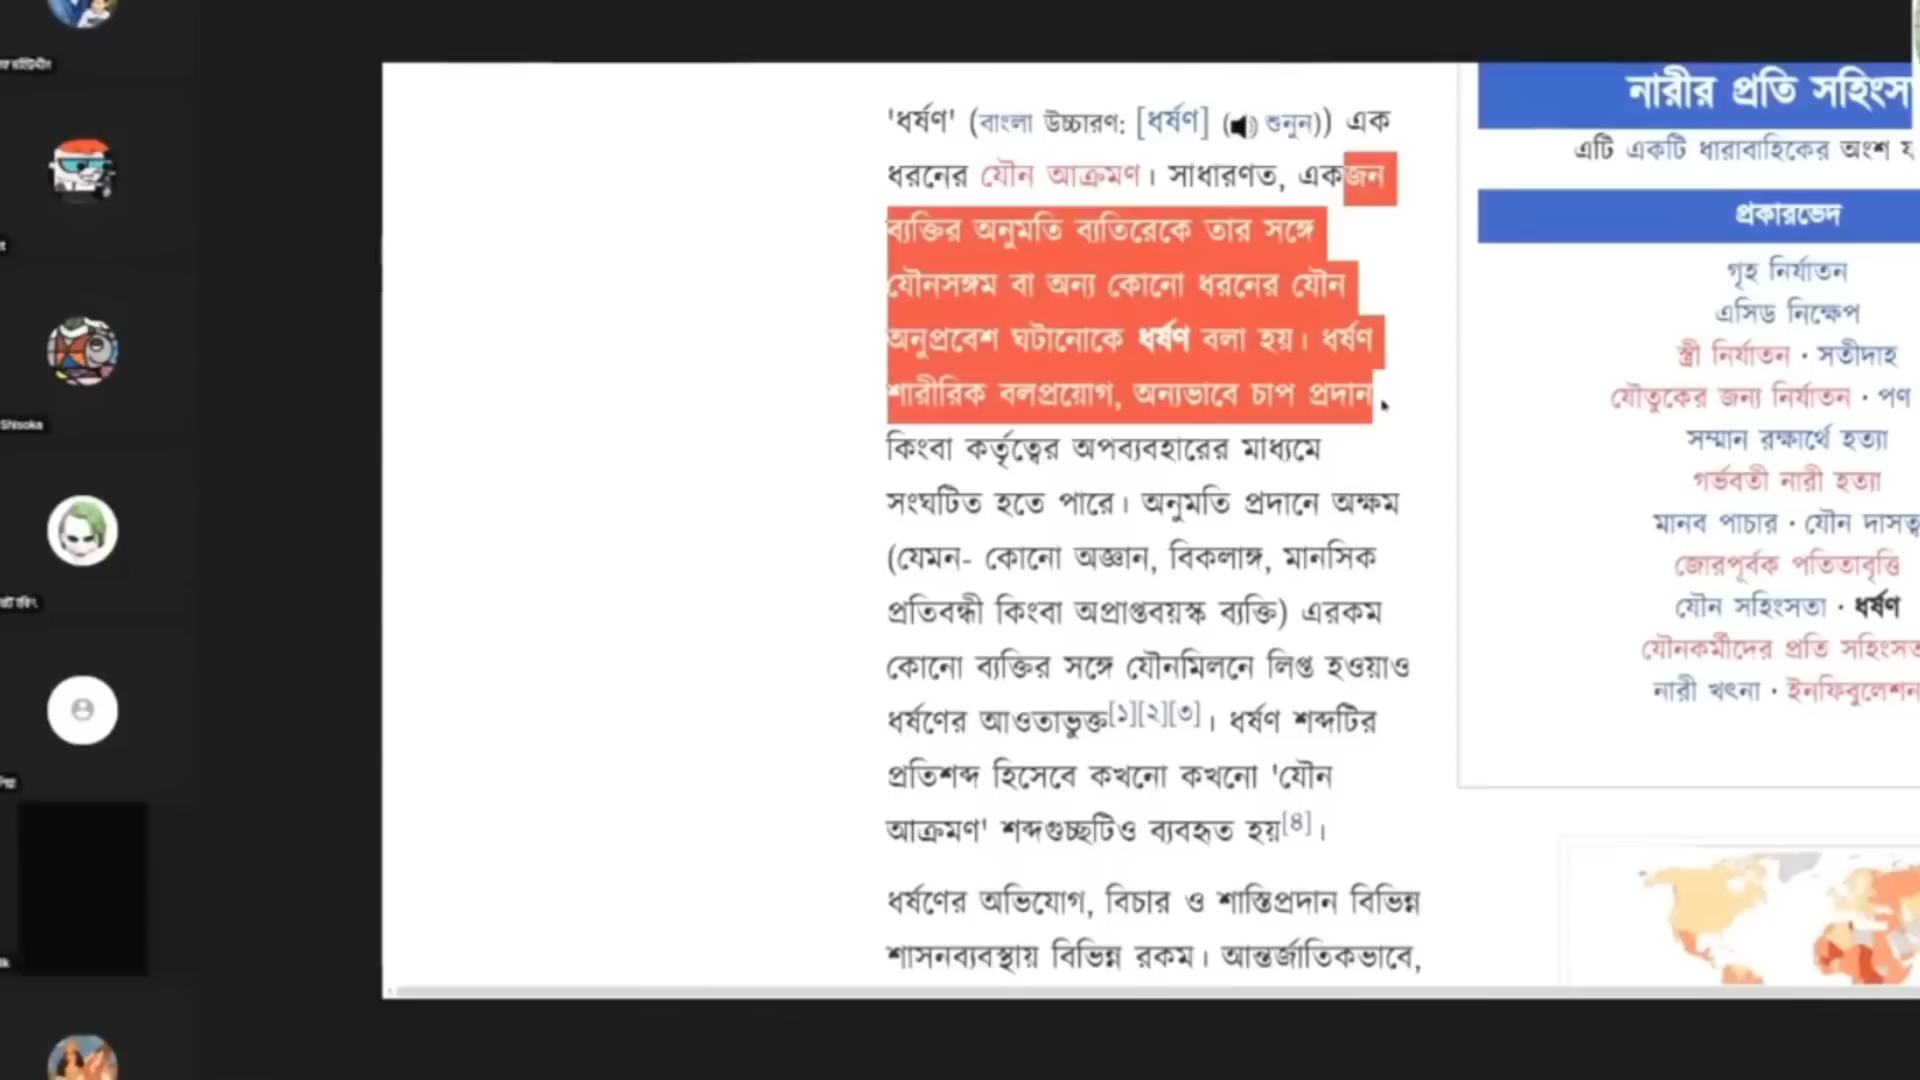 Shisoka
'ধর্ষণ' (বাংলা উচ্চারণ: [ধর্ষণ] (শুনুন)) এক
ধরনের যৌন আক্রমণ। সাধারণত, একজন
ব্যক্তির অনুমতি ব্যতিরেকে তার সঙ্গে
যৌনসঙ্গম বা অন্য কোনো ধরনের যৌন
অনুপ্রবেশ ঘটানোকে ধর্ষণ বলা হয়। ধর্ষণ
শারীরিক বলপ্রয়োগ, অন্যভাবে চাপ প্রদান
কিংবা কর্তৃত্বের অপব্যবহারের মাধ্যমে
সংঘটিত হতে পারে। অনুমতি প্রদানে অক্ষম
(যেমন- কোনো অজ্ঞান, বিকলাঙ্গ, মানসিক
প্রতিবন্ধী কিংবা অপ্রাপ্তবয়স্ক ব্যক্তি) এরকম
কোনো ব্যক্তির সঙ্গে যৌনমিলনে লিপ্ত হওয়াও
ধর্ষণের আওতাভুক্ত[১][২][৩]। ধর্ষণ শব্দটির
প্রতিশব্দ হিসেবে কখনো কখনো 'যৌন
আক্রমণ' শব্দগুচ্ছটিও ব্যবহৃত হয়[৪]।
ধর্ষণের অভিযোগ, বিচার ও শাস্তিপ্রদান বিভিন্ন
শাসনব্যবস্থায় বিভিন্ন রকম। আন্তর্জাতিকভাবে,
নারীর প্রতি সহিংস
এটি একটি ধারাবাহিকের অংশ য
প্রকারভেদ
গৃহ নির্যাতন
এসিড নিক্ষেপ
স্ত্রী নির্যাতন · সতীদাহ
যৌতুকের জন্য নির্যাতন · পণ
সম্মান রক্ষার্থে হত্যা
গর্ভবতী নারী হত্যা
মানব পাচার · যৌন দাসত্ব
জোরপূর্বক পতিতাবৃত্তি
যৌন সহিংসতা · ধর্ষণ
যৌনকর্মীদের প্রতি সহিংসত
নারী খৎনা · ইনফিবুলেশন